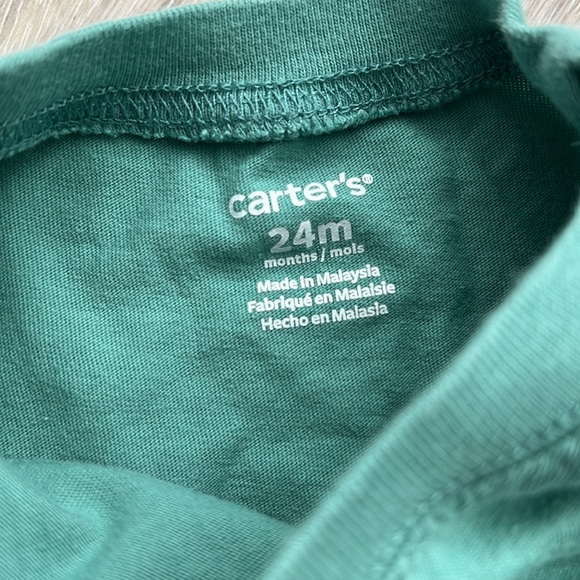 carter's®
24m
months / mois
Made in Malaysia
Fabriqué en Malaisie
Hecho en Malasia